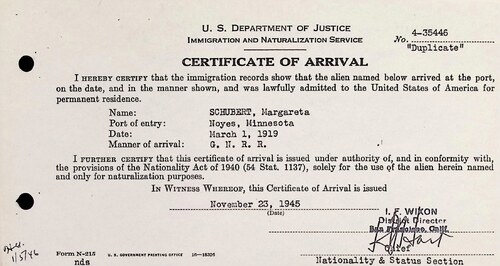 U. S. DEPARTMENT OF JUSTICE
IMMIGRATION AND NATURALIZATION SERVICE
No. 4-35446
"Duplicate"
CERTIFICATE OF ARRIVAL
I HEREBY CERTIFY that the immigration records show that the alien named below arrived at the port,
on the date, and in the manner shown, and was lawfully admitted to the United States of America for
permanent residence.
Name: SCHUBERT, Margareta
Port of entry: Noyes, Minnesota
Date: March 1, 1919
Manner of arrival: G. N. R. R.
I FURTHER CERTIFY that this certificate of arrival is issued under authority of, and in conformity with,
the provisions of the Nationality Act of 1940 (54 Stat. 1137), solely for the use of the alien herein named
and only for naturalization purposes.
IN WITNESS WHEREOF, this Certificate of Arrival is issued
November 23, 1945
(Date)
I. F. WIXON
District Director
San Francisco, Calif.
Chief
Nationality & Status Section
1/5/46
Form N-215
nds
U. S. GOVERNMENT PRINTING OFFICE